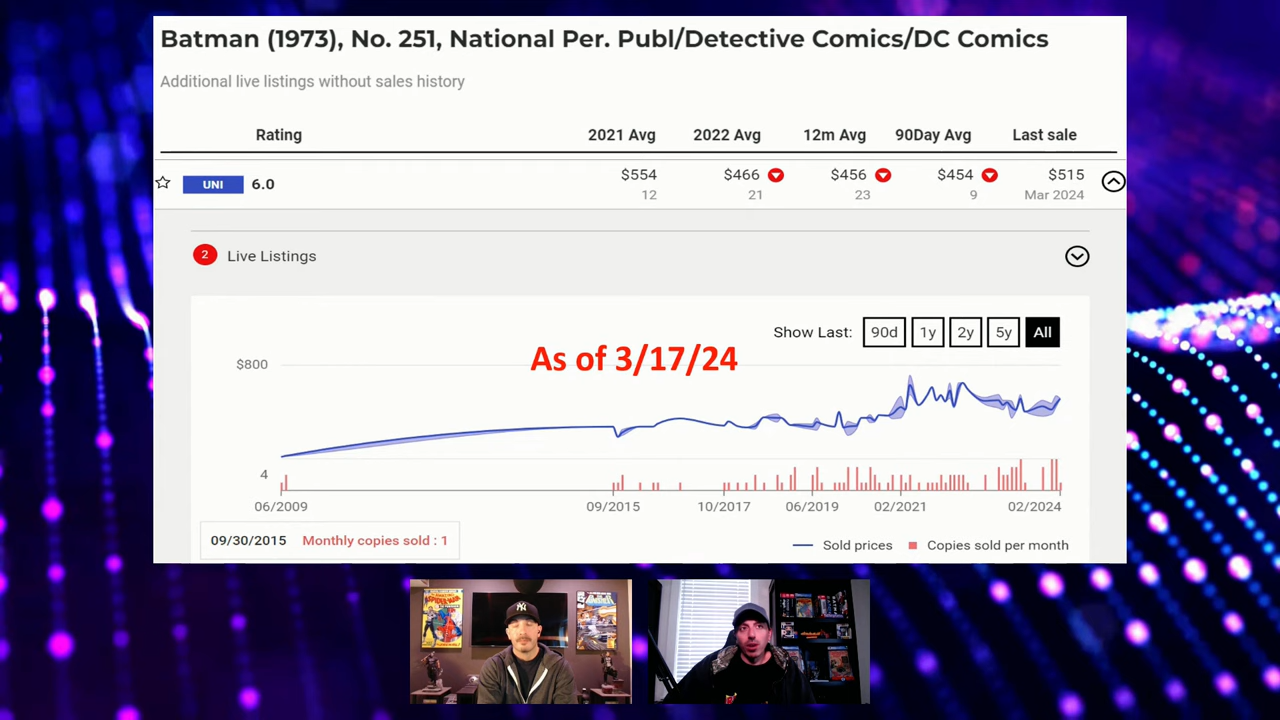 Batman (1973), No. 251, National Per. Publ/Detective Comics/DC Comics
Additional live listings without sales history
Rating 2021 Avg 2022 Avg 12m Avg 90Day Avg Last sale
UNI 6.0 $554 $466 $456 $454 $515
12 21 23 9 Mar 2024
2 Live Listings
Show Last: 90d 1y 2y 5y All
As of 3/17/24
$800
4
06/2009 09/2015 10/2017 06/2019 02/2021 02/2024
09/30/2015 Monthly copies sold : 1
Sold prices Copies sold per month